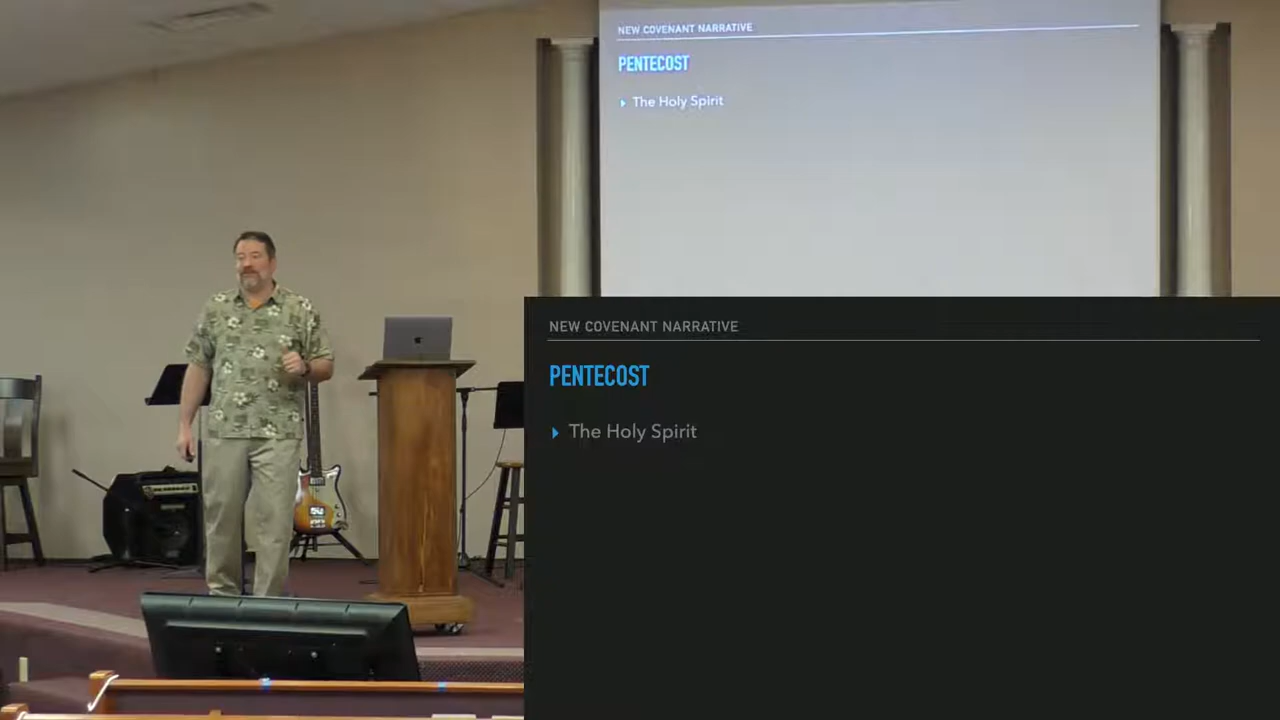 NEW COVENANT NARRATIVE
PENTECOST
The Holy Spirit
NEW COVENANT NARRATIVE
PENTECOST
The Holy Spirit